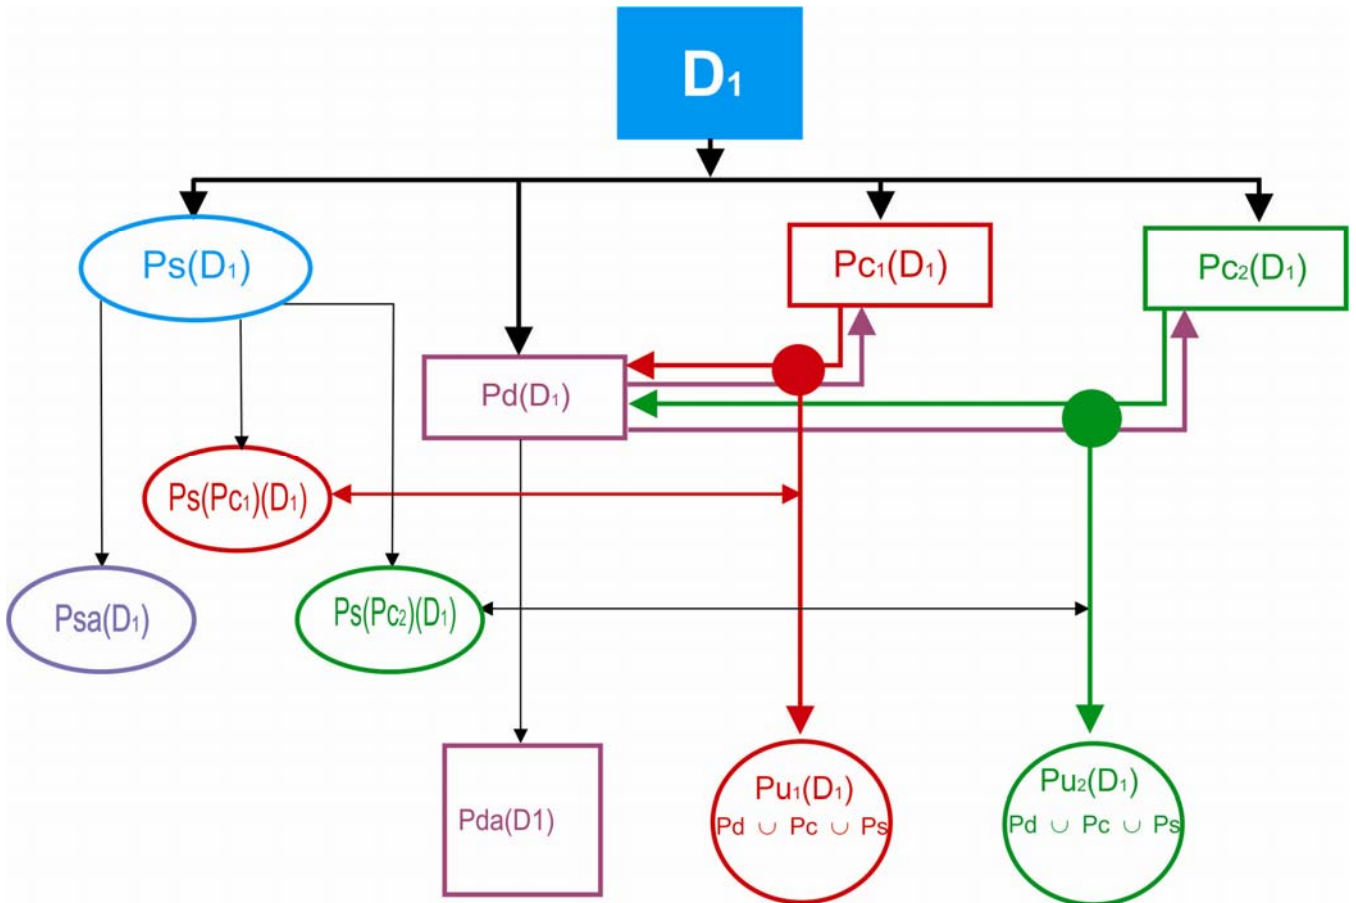 D₁
Ps(D₁)
Pc₁(D₁)
Pc₂(D₁)
Pd(D₁)
Ps(Pc₁)(D₁)
Psa(D₁)
Ps(Pc₂)(D₁)
Pda(D1)
Pu₁(D₁)
Pd ∪ Pc ∪ Ps
Pu₂(D₁)
Pd ∪ Pc ∪ Ps